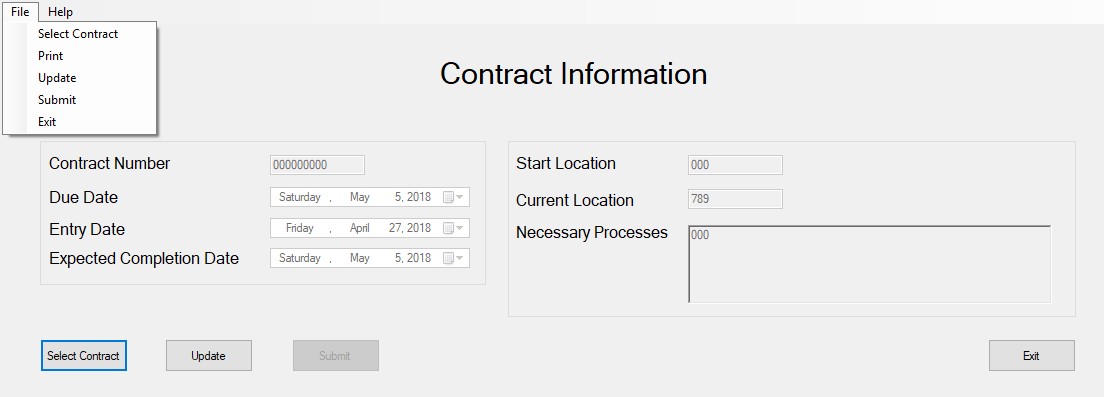 File Help
Select Contract
Print
Update
Submit
Exit
Contract Information
Contract Number 000000000
Due Date Saturday , May 5, 2018
Entry Date Friday , April 27, 2018
Expected Completion Date Saturday , May 5, 2018
Start Location 000
Current Location 789
Necessary Processes 000
Select Contract Update Submit Exit